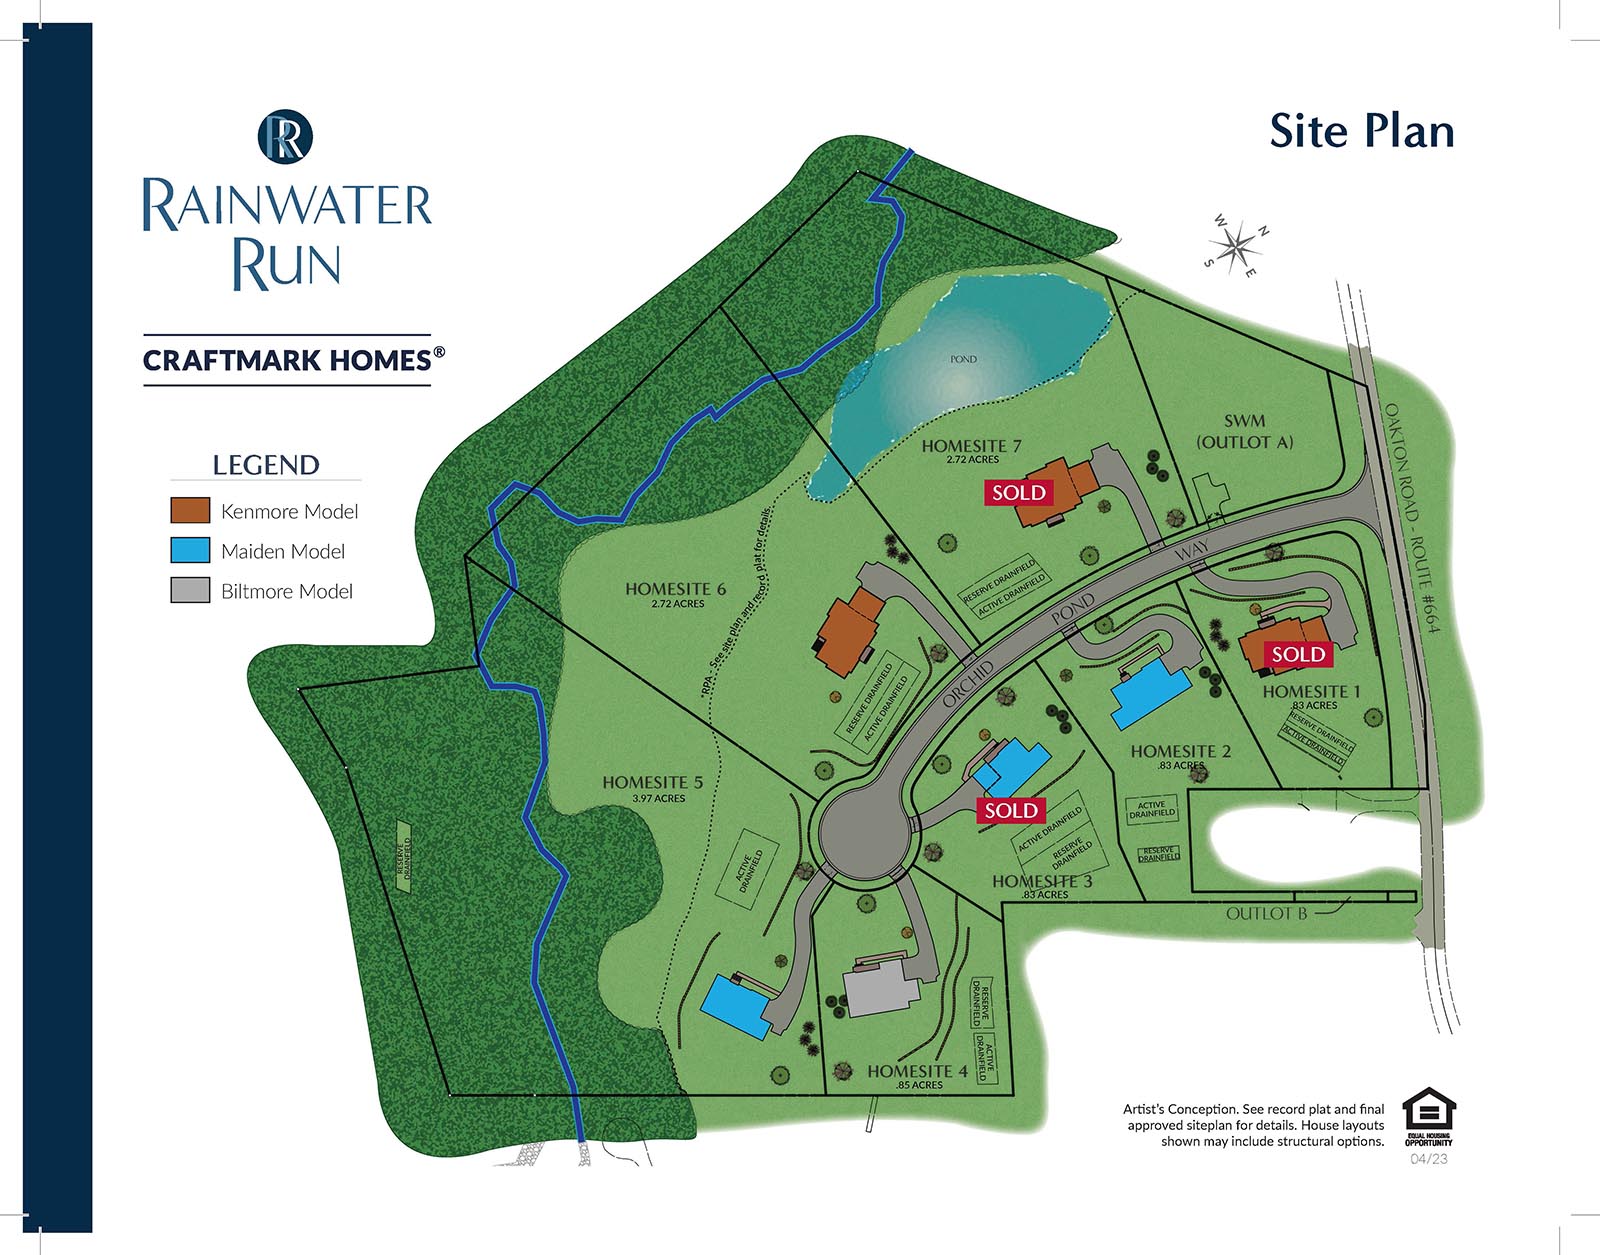 RR
RAINWATER
RUN
CRAFTMARK HOMES®
LEGEND
Kenmore Model
Maiden Model
Biltmore Model
Site Plan
W
N
S
E
POND
HOMESITE 7
2.72 ACRES
SOLD
SWM
(OUTLOT A)
OAKTON ROAD - ROUTE #664
RESERVE DRAINFIELD
ACTIVE DRAINFIELD
ORCHID POND WAY
HOMESITE 6
2.72 ACRES
*RPA - See site plan and record plat for details.
RESERVE DRAINFIELD
ACTIVE DRAINFIELD
SOLD
HOMESITE 1
.83 ACRES
RESERVE DRAINFIELD
ACTIVE DRAINFIELD
HOMESITE 2
.83 ACRES
ACTIVE
DRAINFIELD
RESERVE
DRAINFIELD
HOMESITE 5
3.97 ACRES
RESERVE
DRAINFIELD
ACTIVE
DRAINFIELD
SOLD
ACTIVE DRAINFIELD
RESERVE
DRAINFIELD
HOMESITE 3
.83 ACRES
OUTLOT B
RESERVE
DRAINFIELD
ACTIVE
DRAINFIELD
HOMESITE 4
.85 ACRES
Artist's Conception. See record plat and final
approved siteplan for details. House layouts
shown may include structural options.
EQUAL HOUSING
OPPORTUNITY
04/23